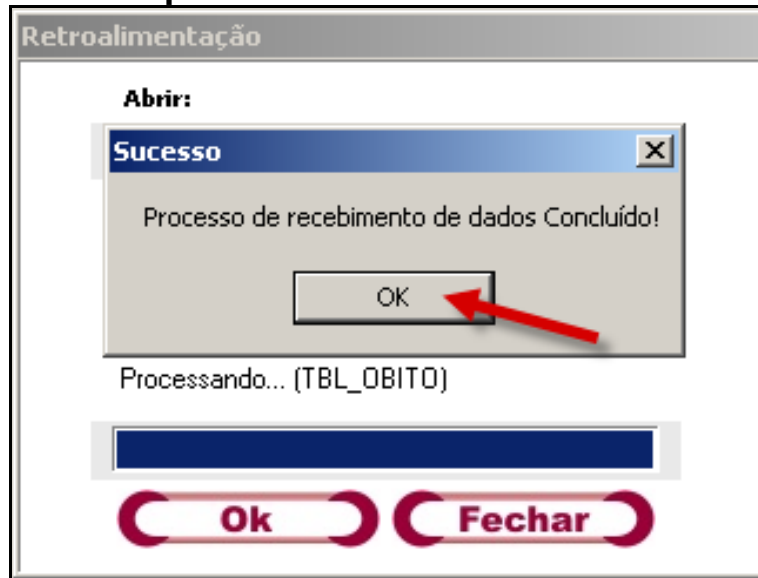 Retroalimentação
Abrir:
Sucesso
Processo de recebimento de dados Concluído!
OK
Processando... (TBL_OBITO)
Ok Fechar